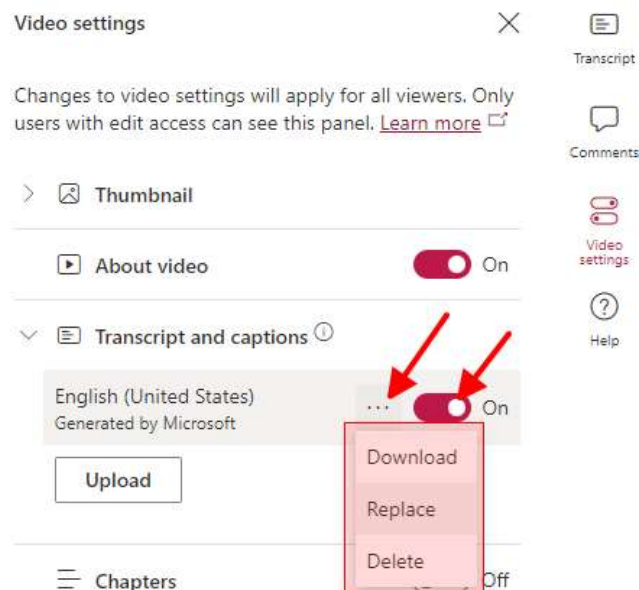 Video settings
Changes to video settings will apply for all viewers. Only
users with edit access can see this panel. Learn more
Thumbnail
About video
On
Transcript and captions
English (United States)
Generated by Microsoft
...
On
Download
Replace
Delete
Upload
Chapters
Off
Transcript
Comments
Video
settings
Help